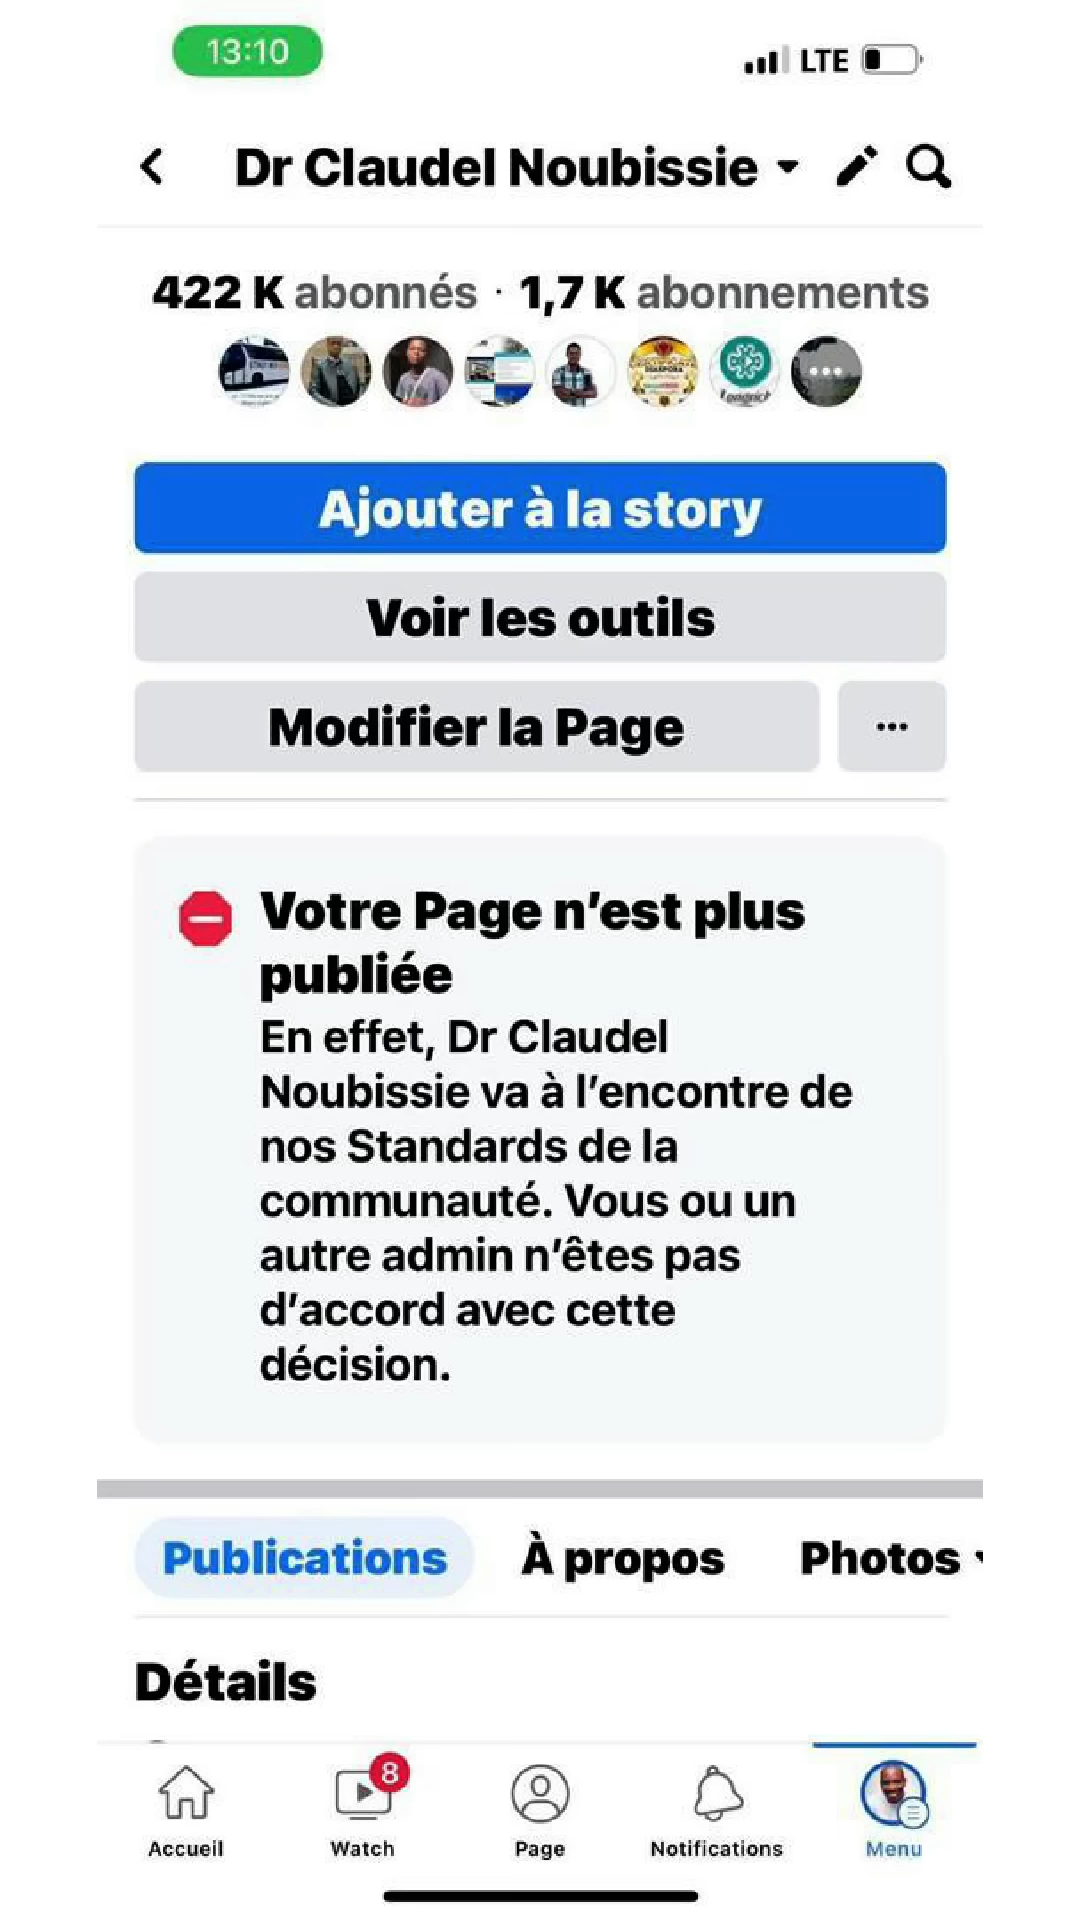 13:10
LTE
Dr Claudel Noubissie
422 K abonnés · 1,7 K abonnements
DIASPORA
Longrich
Ajouter à la story
Voir les outils
Modifier la Page
Votre Page n’est plus
publiée
En effet, Dr Claudel
Noubissie va à l’encontre de
nos Standards de la
communauté. Vous ou un
autre admin n’êtes pas
d’accord avec cette
décision.
Publications
À propos
Photos
Détails
8
Accueil
Watch
Page
Notifications
Menu